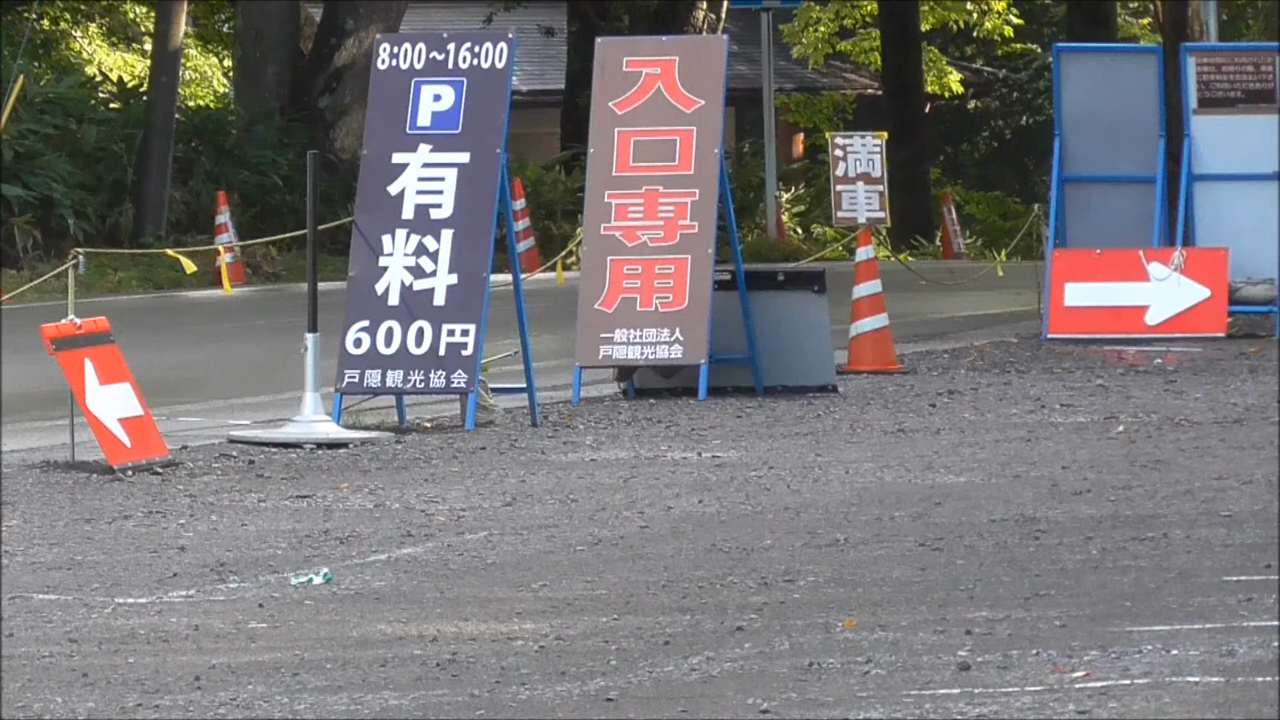 8:00~16:00
P
有料
600円
戸隠観光協会
入口専用
一般社団法人
戸隠観光協会
満車